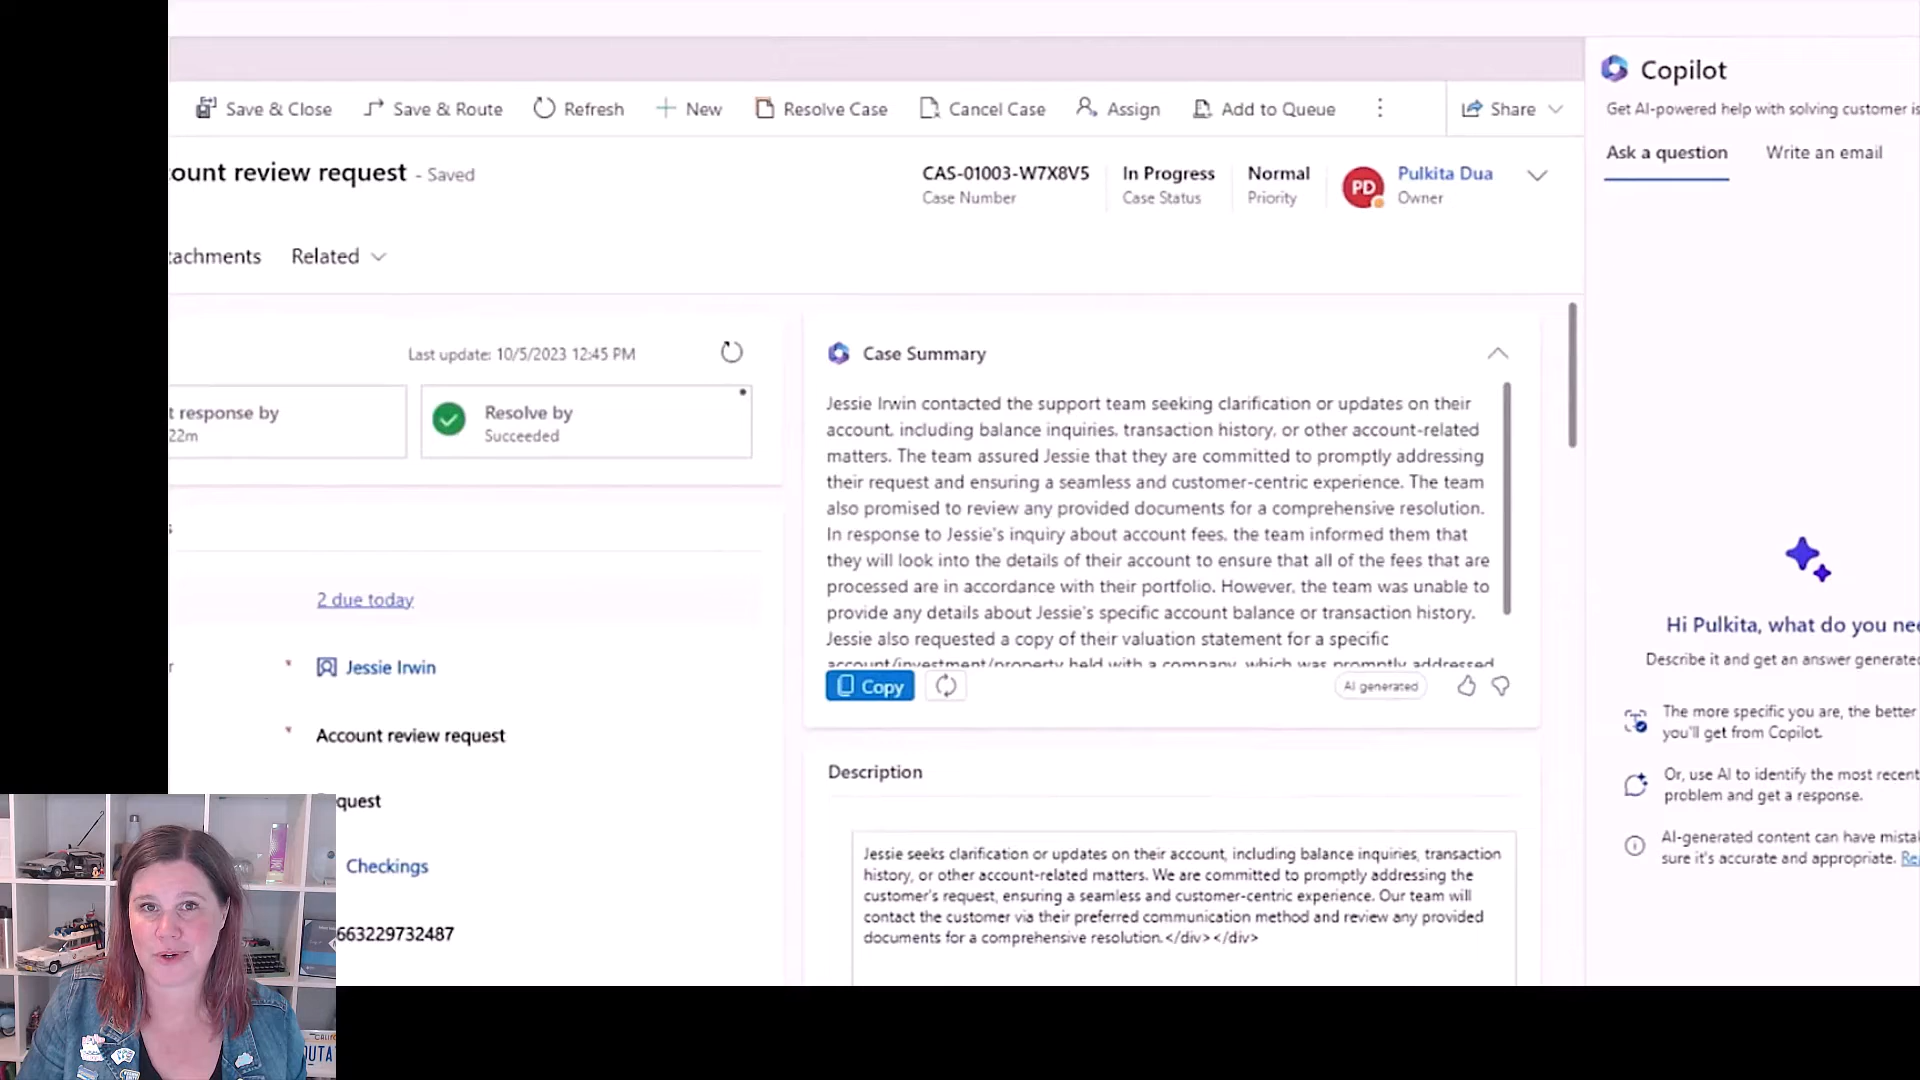 Save & Close
Save & Route
Refresh
New
Resolve Case
Cancel Case
Assign
Add to Queue
Share
Copilot
Get AI-powered help with solving customer is
Ask a question
Write an email
ount review request - Saved
CAS-01003-W7X8V5
Case Number
In Progress
Case Status
Normal
Priority
PD
Pulkita Dua
Owner
tachments
Related
Last update: 10/5/2023 12:45 PM
t response by
22m
Resolve by
Succeeded
2 due today
Jessie Irwin
Account review request
quest
Checkings
663229732487
Case Summary
Jessie Irwin contacted the support team seeking clarification or updates on their
account, including balance inquiries, transaction history, or other account-related
matters. The team assured Jessie that they are committed to promptly addressing
their request and ensuring a seamless and customer-centric experience. The team
also promised to review any provided documents for a comprehensive resolution.
In response to Jessie's inquiry about account fees, the team informed them that
they will look into the details of their account to ensure that all of the fees that are
processed are in accordance with their portfolio. However, the team was unable to
provide any details about Jessie's specific account balance or transaction history.
Jessie also requested a copy of their valuation statement for a specific
account/investment/property held with a company, which was promptly addressed
Copy
AI generated
Description
Jessie seeks clarification or updates on their account, including balance inquiries, transaction
history, or other account-related matters. We are committed to promptly addressing the
customer's request, ensuring a seamless and customer-centric experience. Our team will
contact the customer via their preferred communication method and review any provided
documents for a comprehensive resolution.</div></div>
Hi Pulkita, what do you nee
Describe it and get an answer generated
The more specific you are, the better
you'll get from Copilot.
Or, use AI to identify the most recent
problem and get a response.
AI-generated content can have mistak
sure it's accurate and appropriate. Re
OUTA